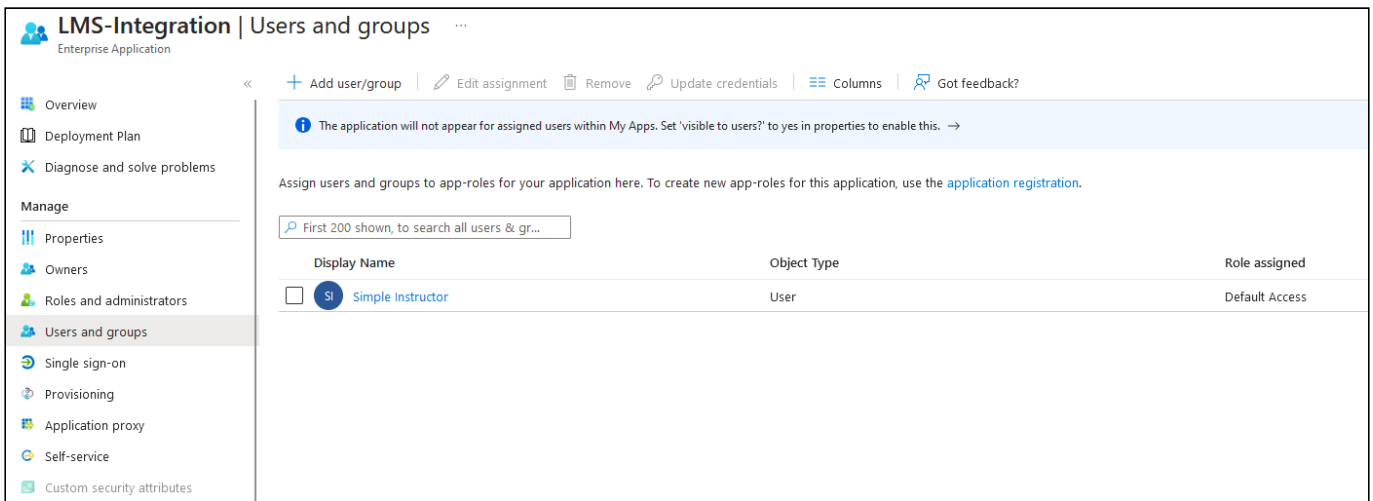 LMS-Integration | Users and groups ...
Enterprise Application
«
Overview
Deployment Plan
Diagnose and solve problems
Manage
Properties
Owners
Roles and administrators
Users and groups
Single sign-on
Provisioning
Application proxy
Self-service
Custom security attributes
Add user/group Edit assignment Remove Update credentials Columns Got feedback?
The application will not appear for assigned users within My Apps. Set 'visible to users?' to yes in properties to enable this. →
Assign users and groups to app-roles for your application here. To create new app-roles for this application, use the application registration.
First 200 shown, to search all users & gr...
Display Name Object Type Role assigned
SI Simple Instructor User Default Access